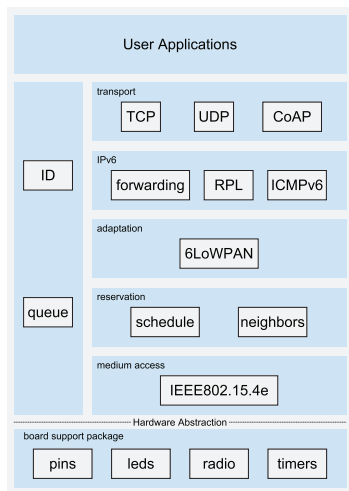 User Applications
transport
TCP UDP CoAP
IPv6
ID
forwarding RPL ICMPv6
adaptation
6LoWPAN
reservation
queue
schedule neighbors
medium access
IEEE802.15.4e
Hardware Abstraction
board support package
pins leds radio timers